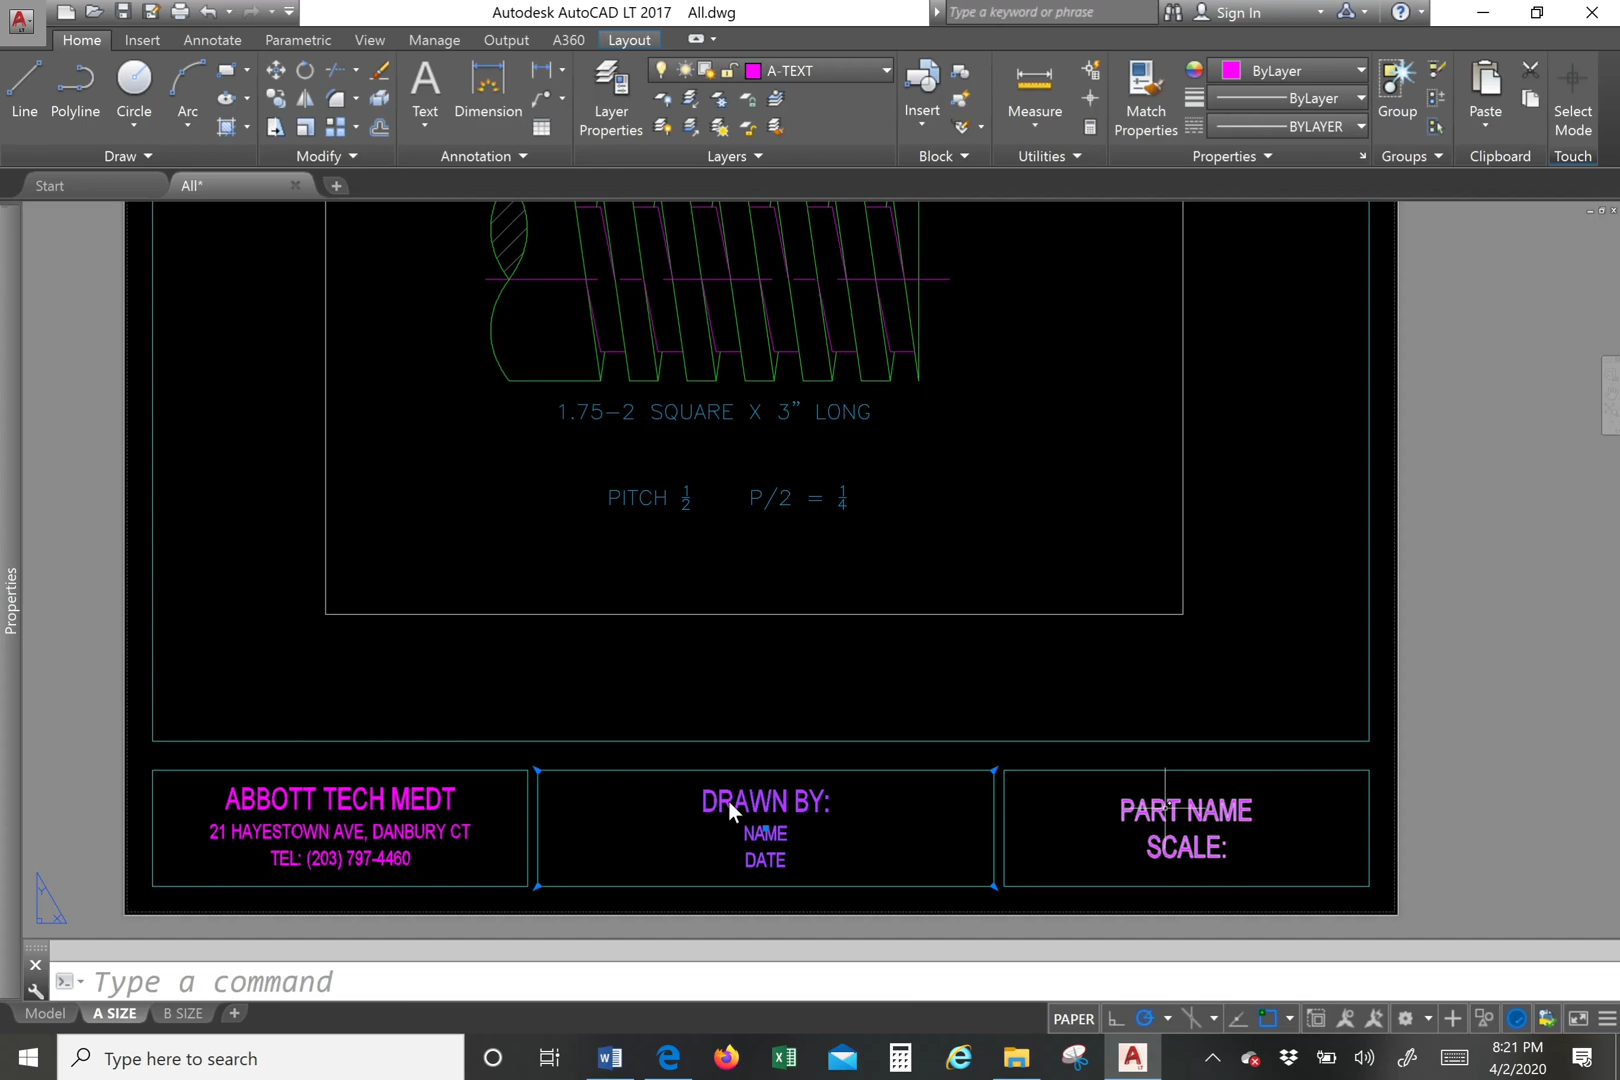 Autodesk AutoCAD LT 2017 All.dwg
Type a keyword or phrase
Sign In
Home Insert Annotate Parametric View Manage Output A360 Layout
Line Polyline Circle Arc
Draw
Modify
Text Dimension
Annotation
Layer Properties
A-TEXT
Layers
Insert
Block
Measure
Utilities
Match Properties
ByLayer
ByLayer
BYLAYER
Properties
Group
Groups
Paste
Clipboard
Select Mode
Touch
Start All*
Properties
1.75-2 SQUARE X 3" LONG
PITCH 1/2 P/2 = 1/4
ABBOTT TECH MEDT
21 HAYESTOWN AVE, DANBURY CT
TEL: (203) 797-4460
DRAWN BY:
NAME
DATE
PART NAME
SCALE:
Type a command
Model A SIZE B SIZE
PAPER
Type here to search
8:21 PM
4/2/2020